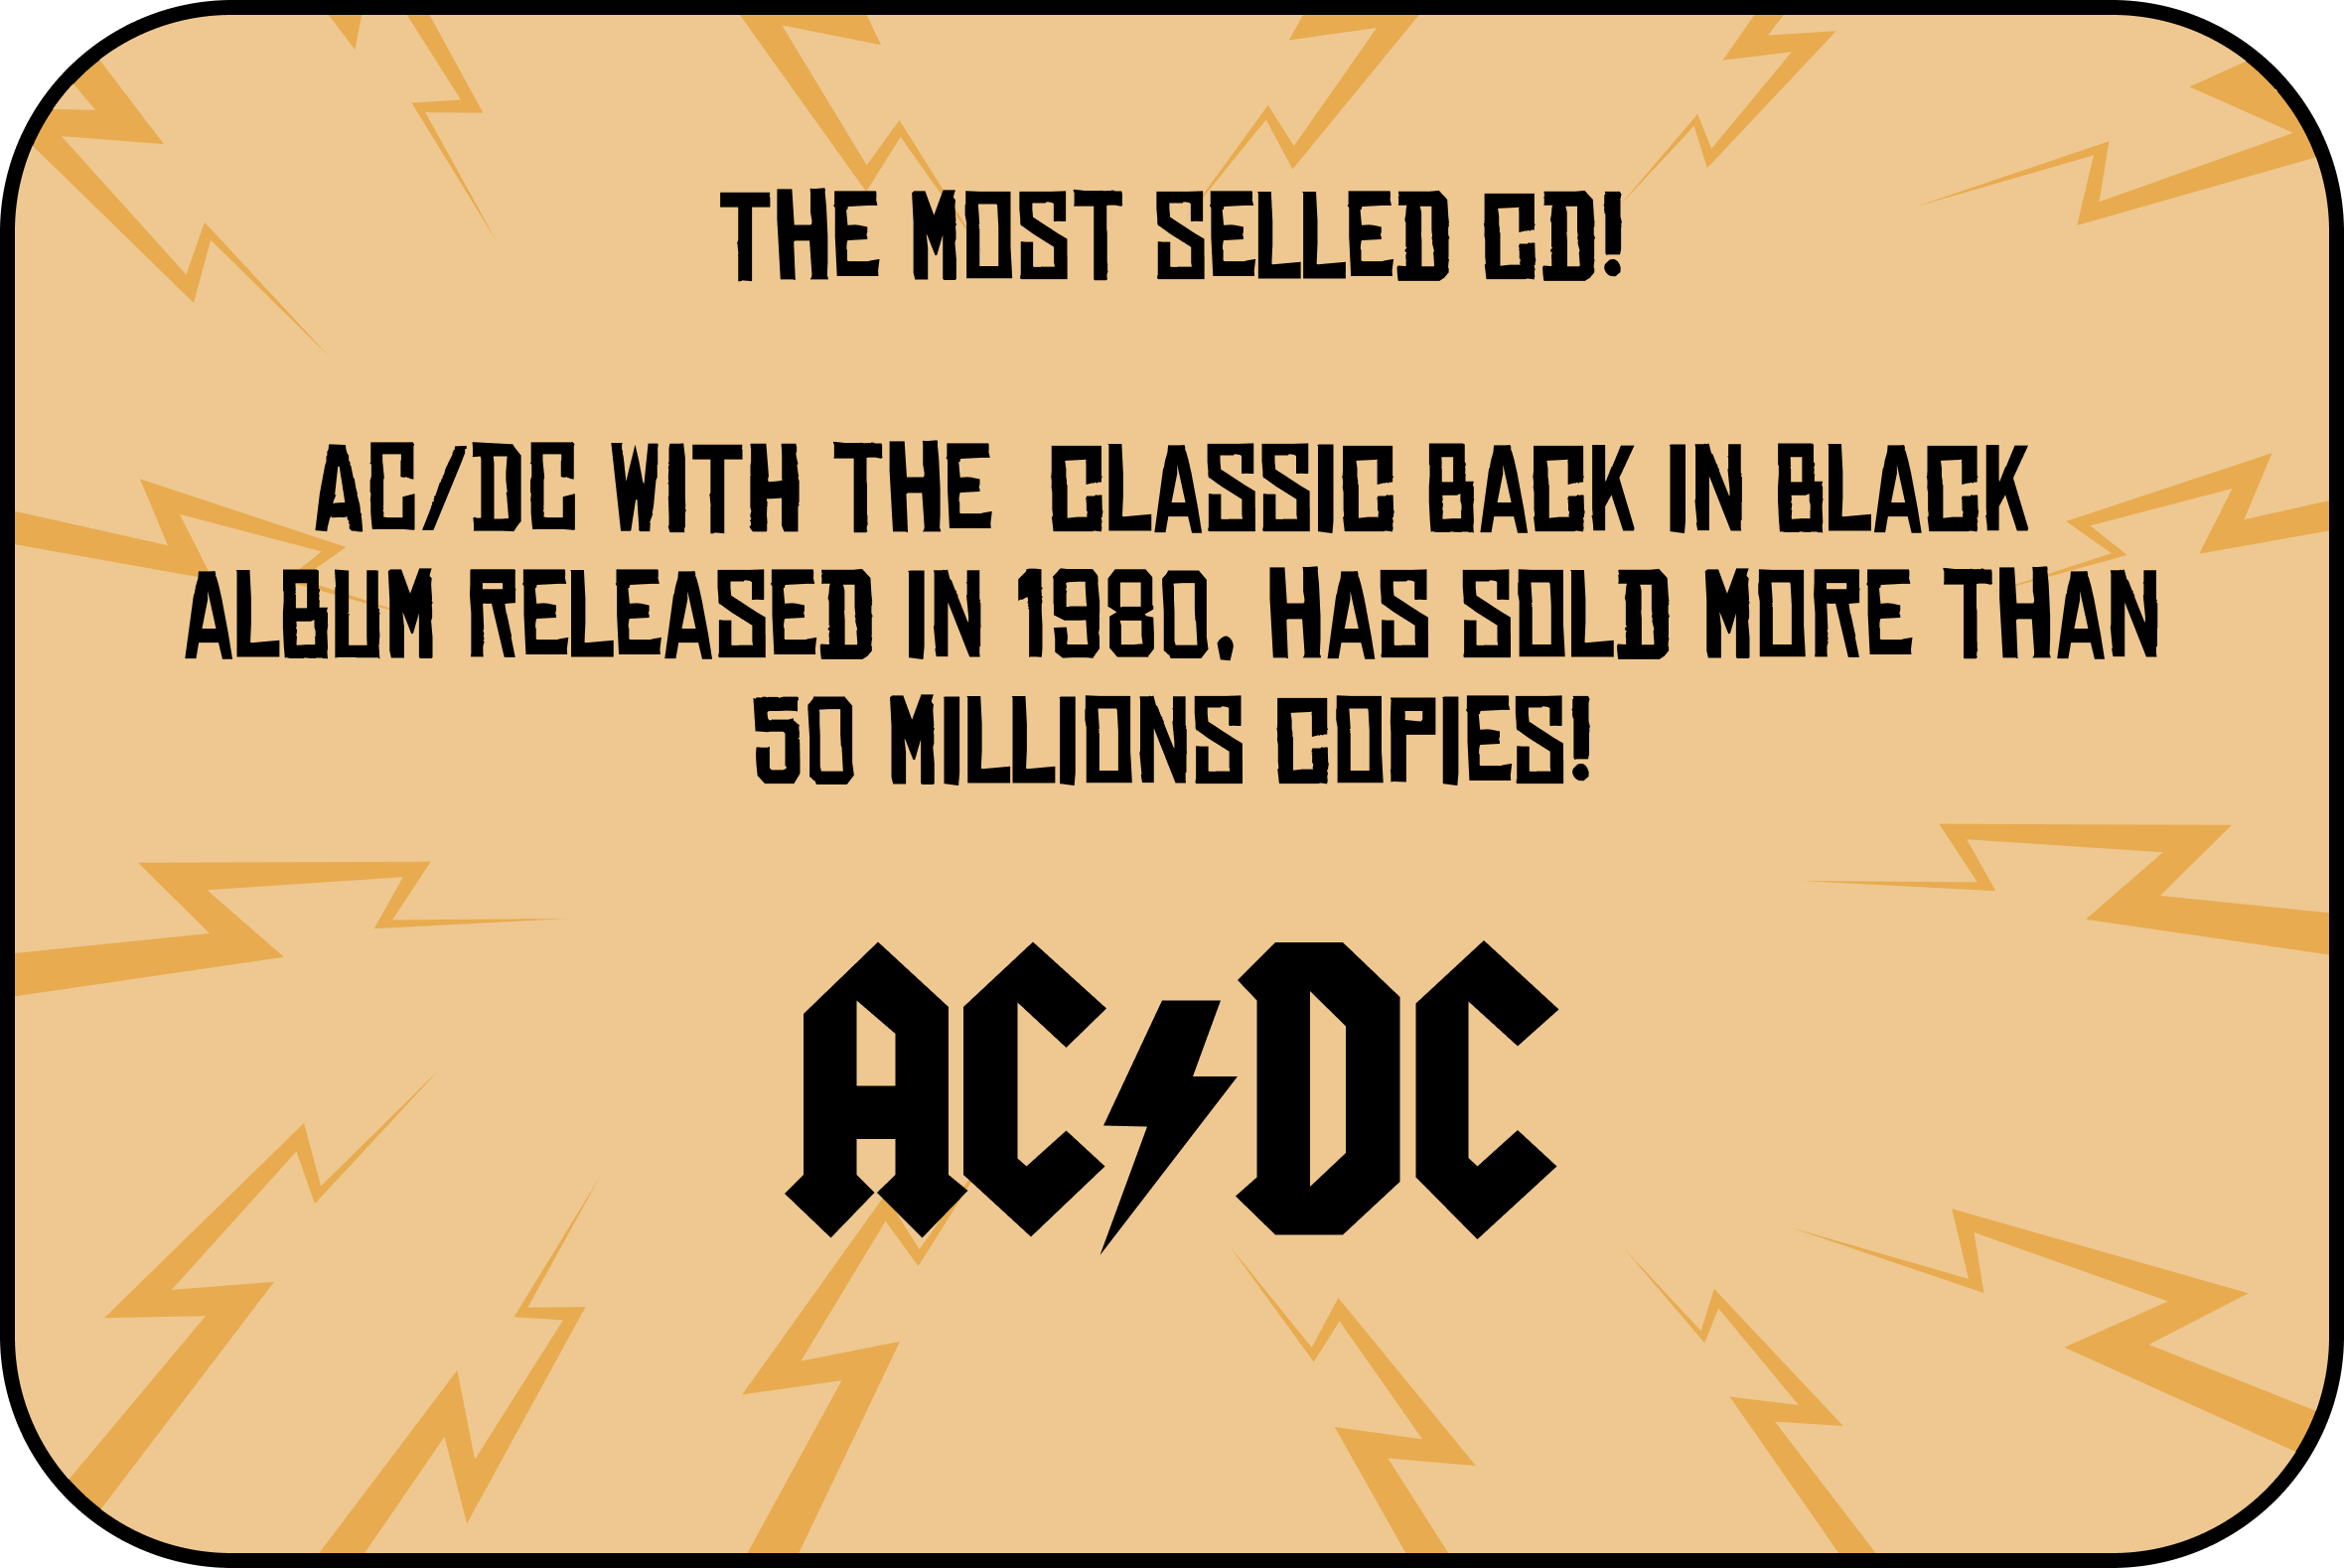 THE MOST SELLED CD!
AC/DC WITH THE CLASSIC BACK IN BLACK
ALBUM RELEASED IN 1980, HAS SOLD MORE THAN
50 MILLIONS COPIES!
AC⚡DC